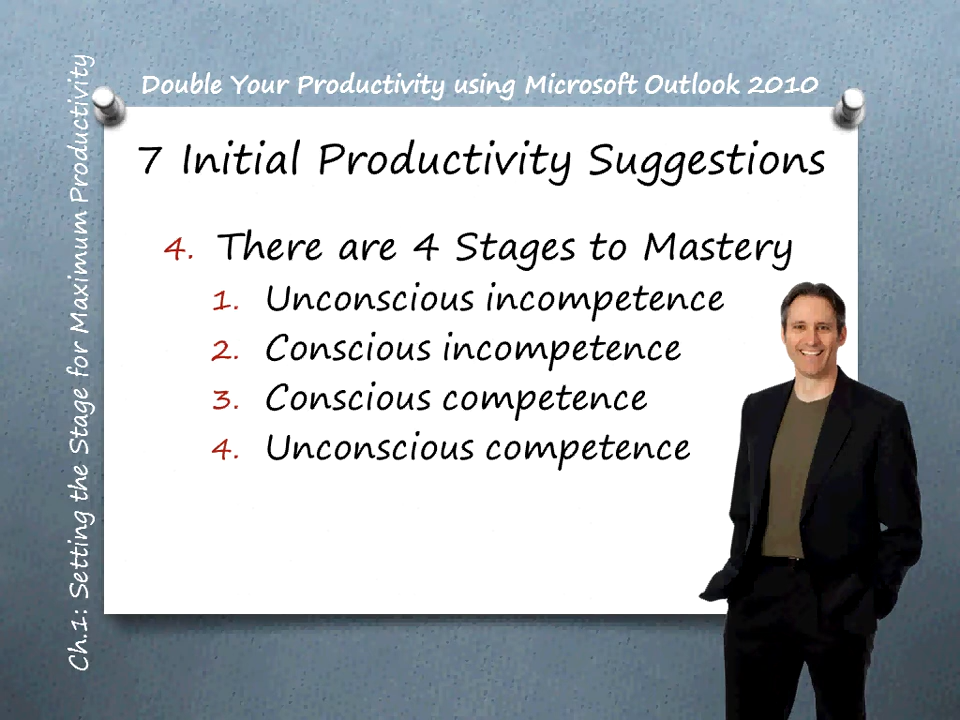 Double Your Productivity using Microsoft Outlook 2010
Ch.1: Setting the Stage for Maximum Productivity
7 Initial Productivity Suggestions
4. There are 4 Stages to Mastery
1. Unconscious incompetence
2. Conscious incompetence
3. Conscious competence
4. Unconscious competence